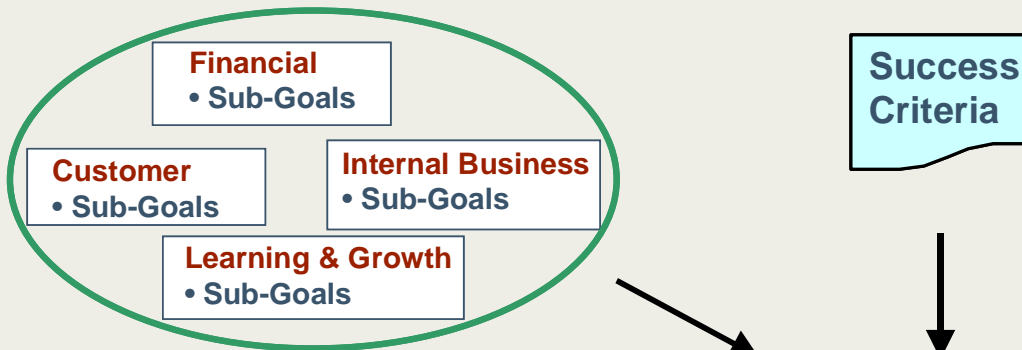 Financial
• Sub-Goals
Customer
• Sub-Goals
Internal Business
• Sub-Goals
Learning & Growth
• Sub-Goals
Success
Criteria